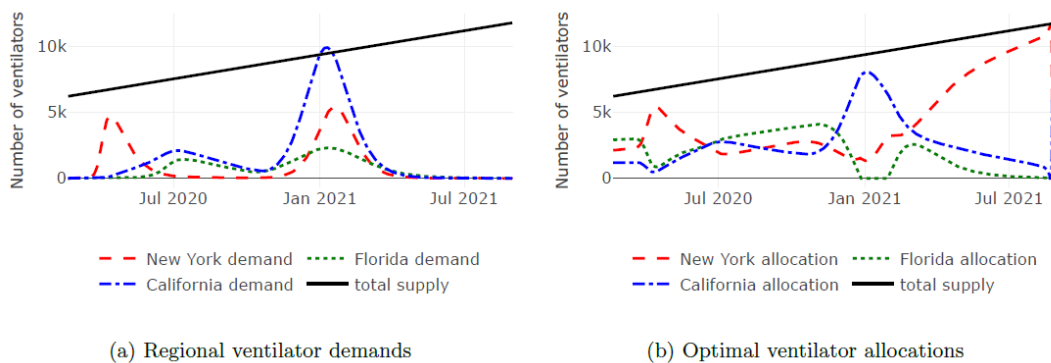 Number of ventilators
10k
5k
0
Jul 2020 Jan 2021 Jul 2021
New York demand Florida demand
California demand total supply
(a) Regional ventilator demands
Number of ventilators
10k
5k
0
Jul 2020 Jan 2021 Jul 2021
New York allocation Florida allocation
California allocation total supply
(b) Optimal ventilator allocations